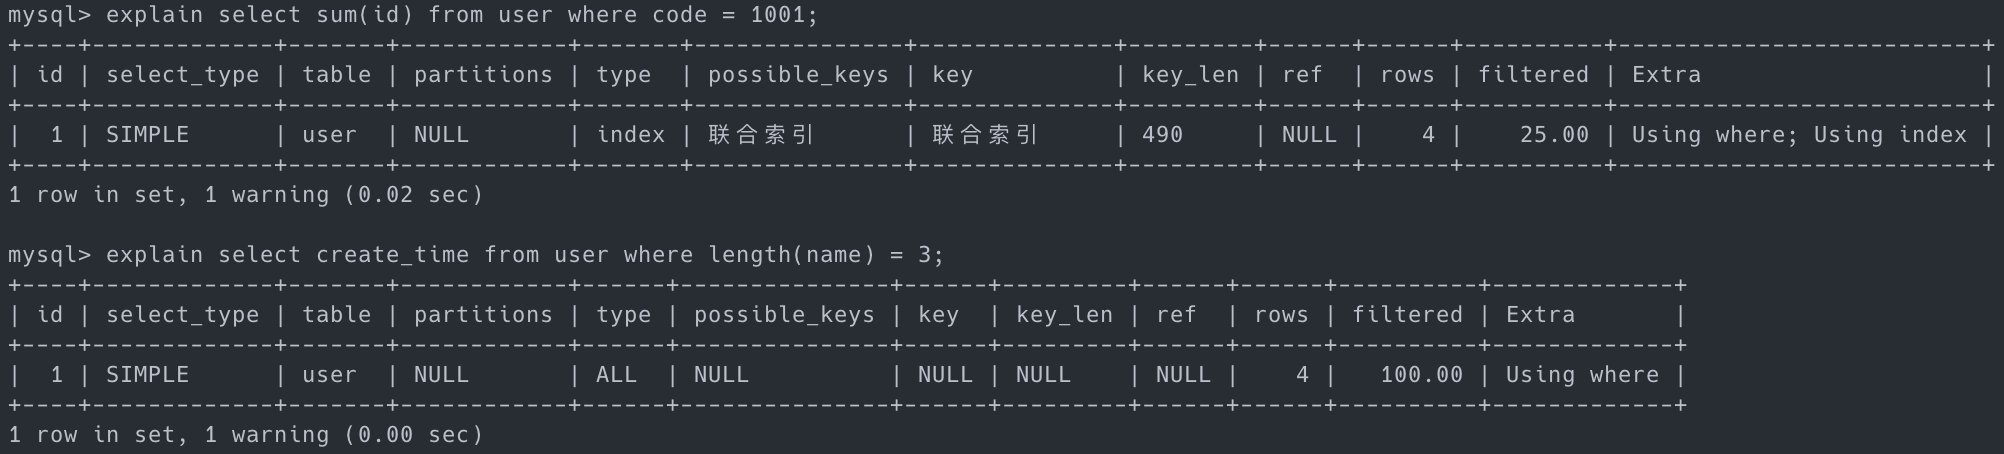 mysql> explain select sum(id) from user where code = 1001;
+----+-------------+-------+------------+-------+---------------+--------------+---------+------+------+----------+--------------------------+
| id | select_type | table | partitions | type  | possible_keys | key          | key_len | ref  | rows | filtered | Extra                    |
+----+-------------+-------+------------+-------+---------------+--------------+---------+------+------+----------+--------------------------+
|  1 | SIMPLE      | user  | NULL       | index | 联合索引      | 联合索引     | 490     | NULL |    4 |    25.00 | Using where; Using index |
+----+-------------+-------+------------+-------+---------------+--------------+---------+------+------+----------+--------------------------+
1 row in set, 1 warning (0.02 sec)

mysql> explain select create_time from user where length(name) = 3;
+----+-------------+-------+------------+------+---------------+------+---------+------+------+----------+-------------+
| id | select_type | table | partitions | type | possible_keys | key  | key_len | ref  | rows | filtered | Extra       |
+----+-------------+-------+------------+------+---------------+------+---------+------+------+----------+-------------+
|  1 | SIMPLE      | user  | NULL       | ALL  | NULL          | NULL | NULL    | NULL |    4 |   100.00 | Using where |
+----+-------------+-------+------------+------+---------------+------+---------+------+------+----------+-------------+
1 row in set, 1 warning (0.00 sec)